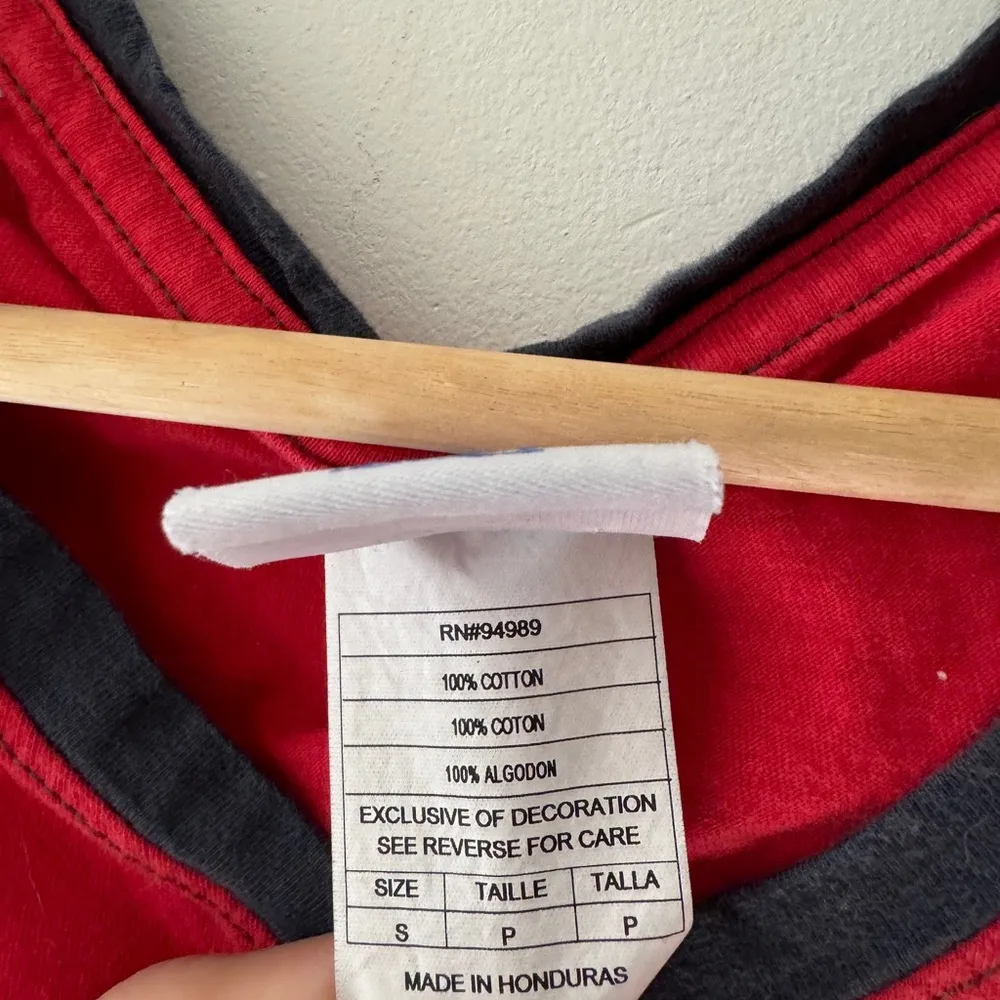 RN#94989
100% COTTON
100% COTON
100% ALGODON
EXCLUSIVE OF DECORATION
SEE REVERSE FOR CARE
SIZE TAILLE TALLA
S P P
MADE IN HONDURAS